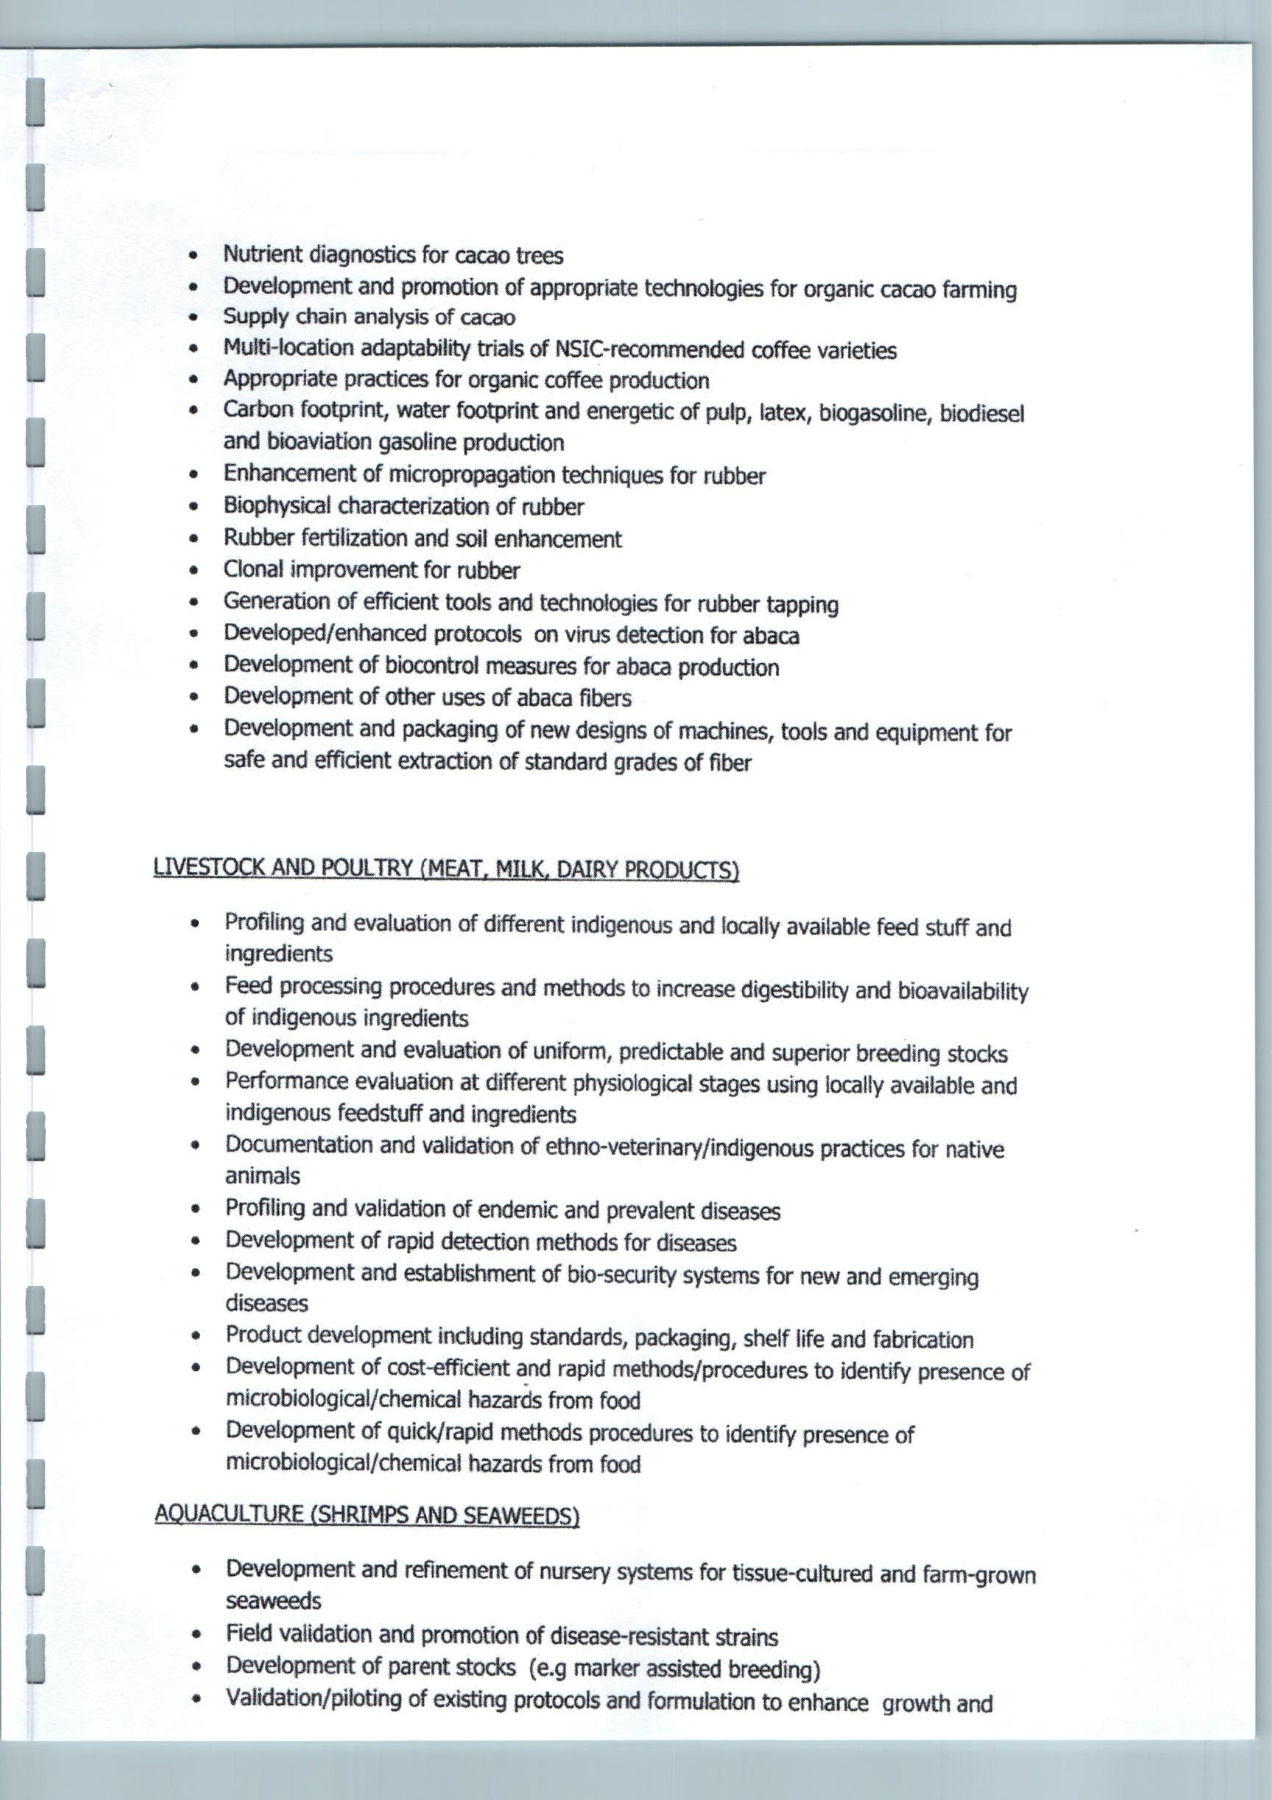 • Nutrient diagnostics for cacao trees
• Development and promotion of appropriate technologies for organic cacao farming
• Supply chain analysis of cacao
• Multi-location adaptability trials of NSIC-recommended coffee varieties
• Appropriate practices for organic coffee production
• Carbon footprint, water footprint and energetic of pulp, latex, biogasoline, biodiesel
and bioaviation gasoline production
• Enhancement of micropropagation techniques for rubber
• Biophysical characterization of rubber
• Rubber fertilization and soil enhancement
• Clonal improvement for rubber
• Generation of efficient tools and technologies for rubber tapping
• Developed/enhanced protocols on virus detection for abaca
• Development of biocontrol measures for abaca production
• Development of other uses of abaca fibers
• Development and packaging of new designs of machines, tools and equipment for
safe and efficient extraction of standard grades of fiber
LIVESTOCK AND POULTRY (MEAT, MILK, DAIRY PRODUCTS)
• Profiling and evaluation of different indigenous and locally available feed stuff and
ingredients
• Feed processing procedures and methods to increase digestibility and bioavailability
of indigenous ingredients
• Development and evaluation of uniform, predictable and superior breeding stocks
• Performance evaluation at different physiological stages using locally available and
indigenous feedstuff and ingredients
• Documentation and validation of ethno-veterinary/indigenous practices for native
animals
• Profiling and validation of endemic and prevalent diseases
• Development of rapid detection methods for diseases
• Development and establishment of bio-security systems for new and emerging
diseases
• Product development including standards, packaging, shelf life and fabrication
• Development of cost-efficient and rapid methods/procedures to identify presence of
microbiological/chemical hazards from food
• Development of quick/rapid methods procedures to identify presence of
microbiological/chemical hazards from food
AQUACULTURE (SHRIMPS AND SEAWEEDS)
• Development and refinement of nursery systems for tissue-cultured and farm-grown
seaweeds
• Field validation and promotion of disease-resistant strains
• Development of parent stocks (e.g marker assisted breeding)
• Validation/piloting of existing protocols and formulation to enhance growth and